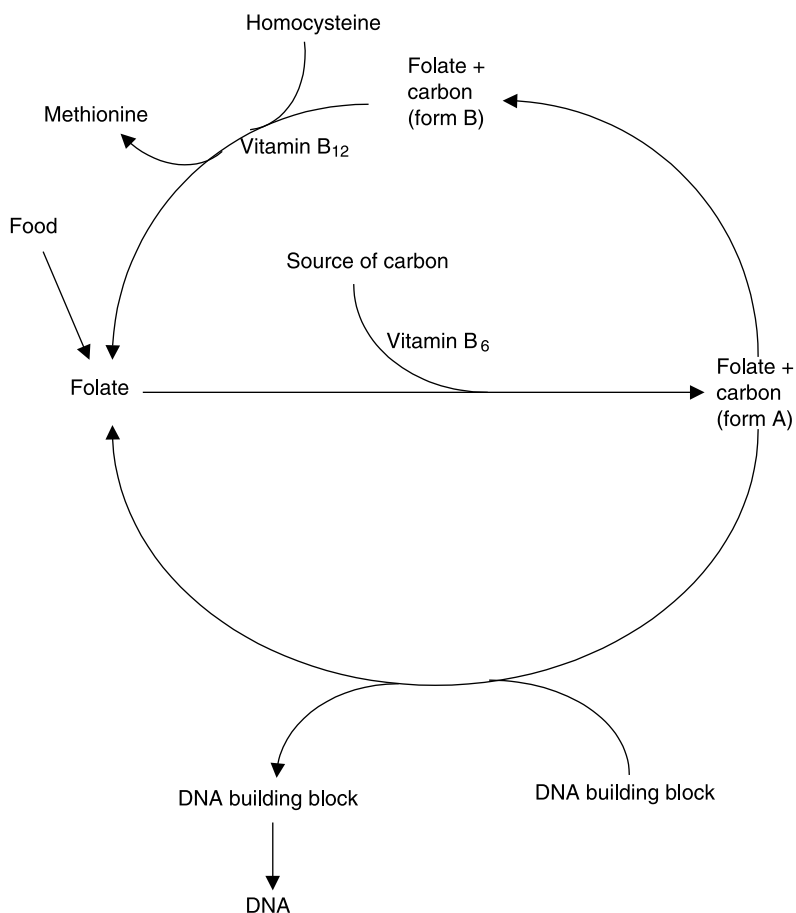 Homocysteine
Folate +
carbon
(form B)
Methionine
Vitamin B₁₂
Food
Source of carbon
Vitamin B₆
Folate
Folate +
carbon
(form A)
DNA building block
DNA building block
DNA